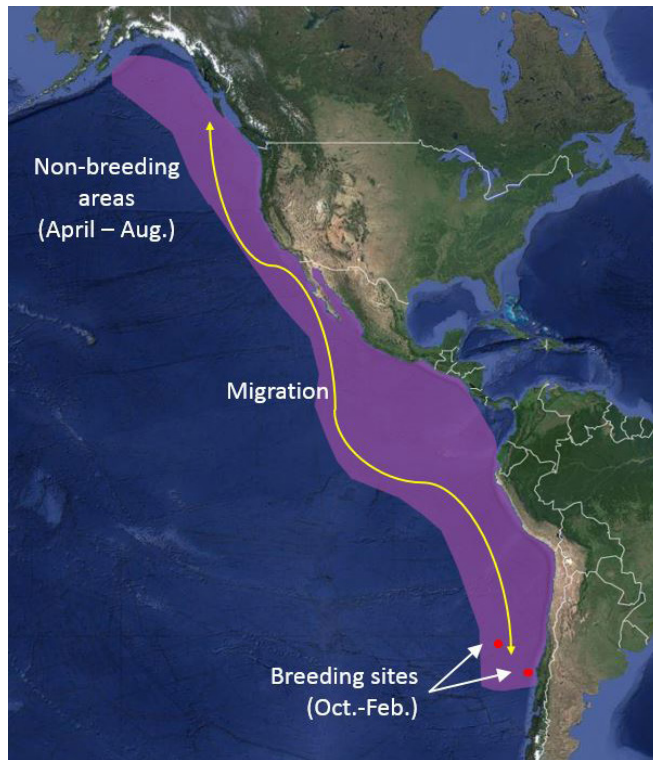 Non-breeding
areas
(April – Aug.)
Migration
Breeding sites
(Oct.-Feb.)